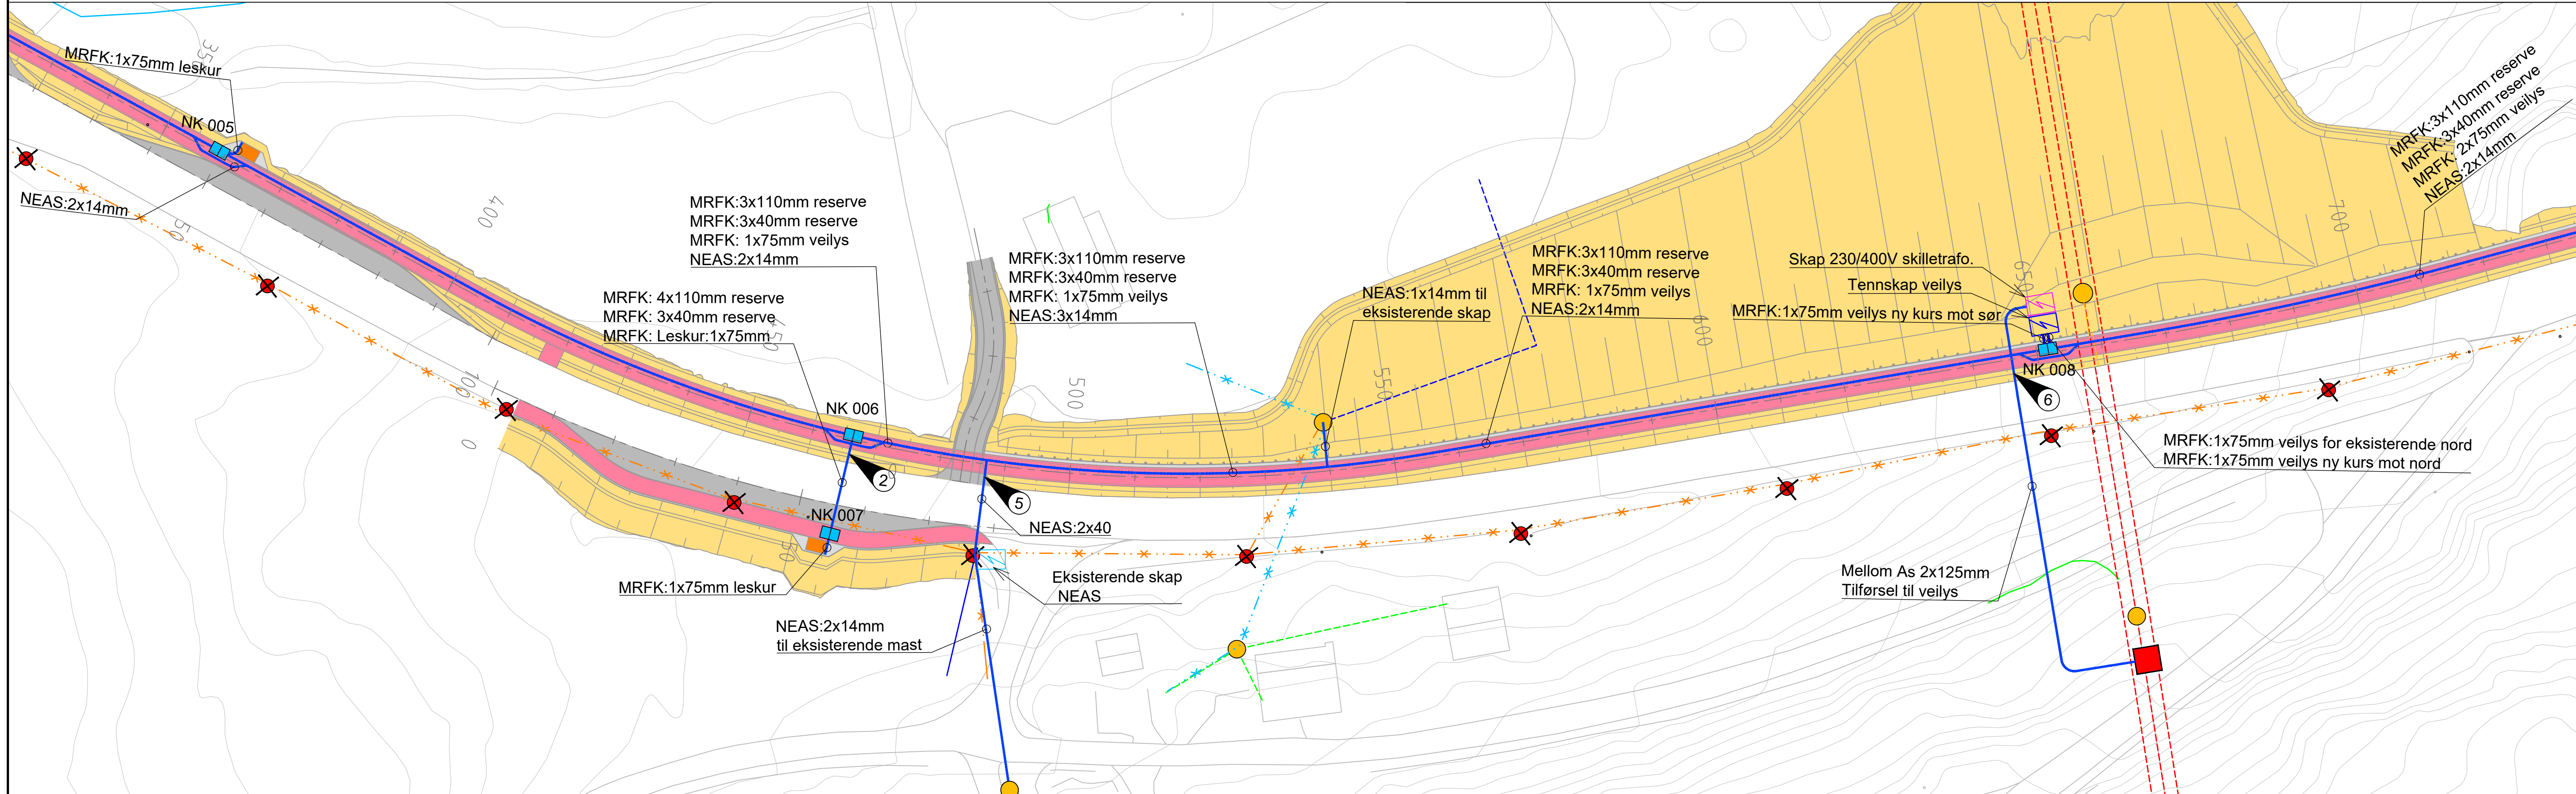 MRFK:1x75mm leskur
350
NK 005
NEAS:2x14mm
50
400
MRFK:3x110mm reserve
MRFK:3x40mm reserve
MRFK: 1x75mm veilys
NEAS:2x14mm
MRFK: 4x110mm reserve
MRFK: 3x40mm reserve
MRFK: Leskur:1x75mm
450
100
0
NK 006
2
NK 007
50
MRFK:1x75mm leskur
NEAS:2x14mm
til eksisterende mast
MRFK:3x110mm reserve
MRFK:3x40mm reserve
MRFK: 1x75mm veilys
NEAS:3x14mm
500
5
NEAS:2x40
Eksisterende skap
NEAS
NEAS:1x14mm til
eksisterende skap
550
MRFK:3x110mm reserve
MRFK:3x40mm reserve
MRFK: 1x75mm veilys
NEAS:2x14mm
600
Skap 230/400V skilletrafo.
Tennskap veilys
MRFK:1x75mm veilys ny kurs mot sør
650
NK 008
6
MRFK:1x75mm veilys for eksisterende nord
MRFK:1x75mm veilys ny kurs mot nord
Mellom As 2x125mm
Tilførsel til veilys
700
MRFK:3x110mm reserve
MRFK:3x40mm reserve
MRFK: 2x75mm veilys
NEAS:2x14mm